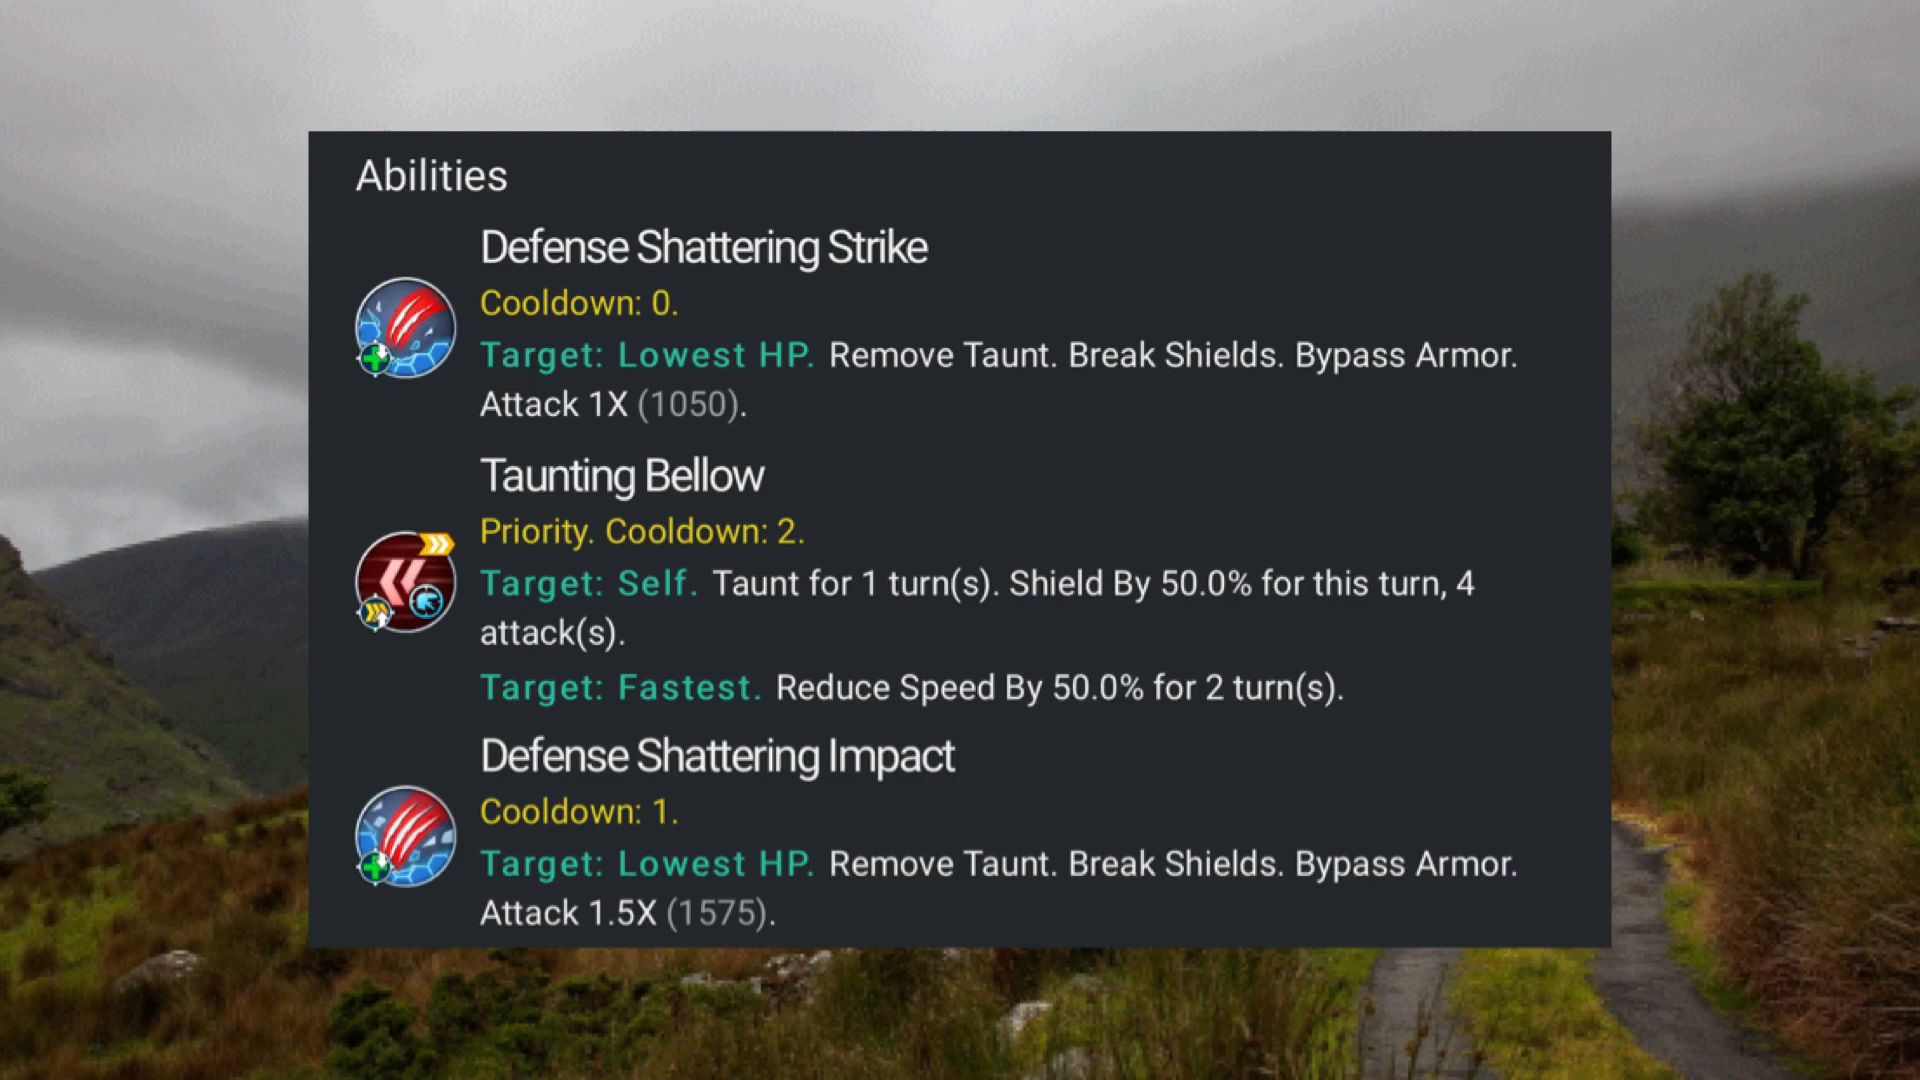 Abilities
Defense Shattering Strike
Cooldown: 0.
Target: Lowest HP. Remove Taunt. Break Shields. Bypass Armor.
Attack 1X (1050).
Taunting Bellow
Priority. Cooldown: 2.
Target: Self. Taunt for 1 turn(s). Shield By 50.0% for this turn, 4
attack(s).
Target: Fastest. Reduce Speed By 50.0% for 2 turn(s).
Defense Shattering Impact
Cooldown: 1.
Target: Lowest HP. Remove Taunt. Break Shields. Bypass Armor.
Attack 1.5X (1575).